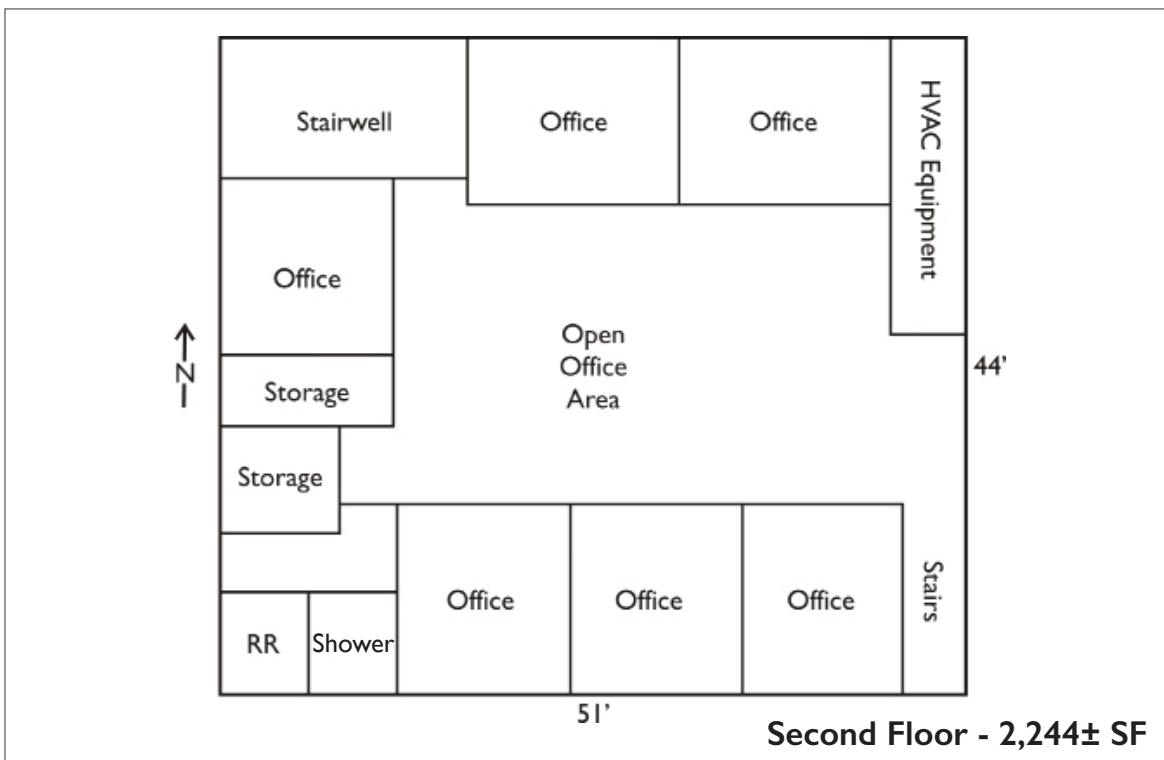 Stairwell
Office
Office
HVAC Equipment
Office
N
Open
Office
Area
44'
Storage
Storage
Office
Office
Office
Stairs
RR
Shower
51'
Second Floor - 2,244± SF